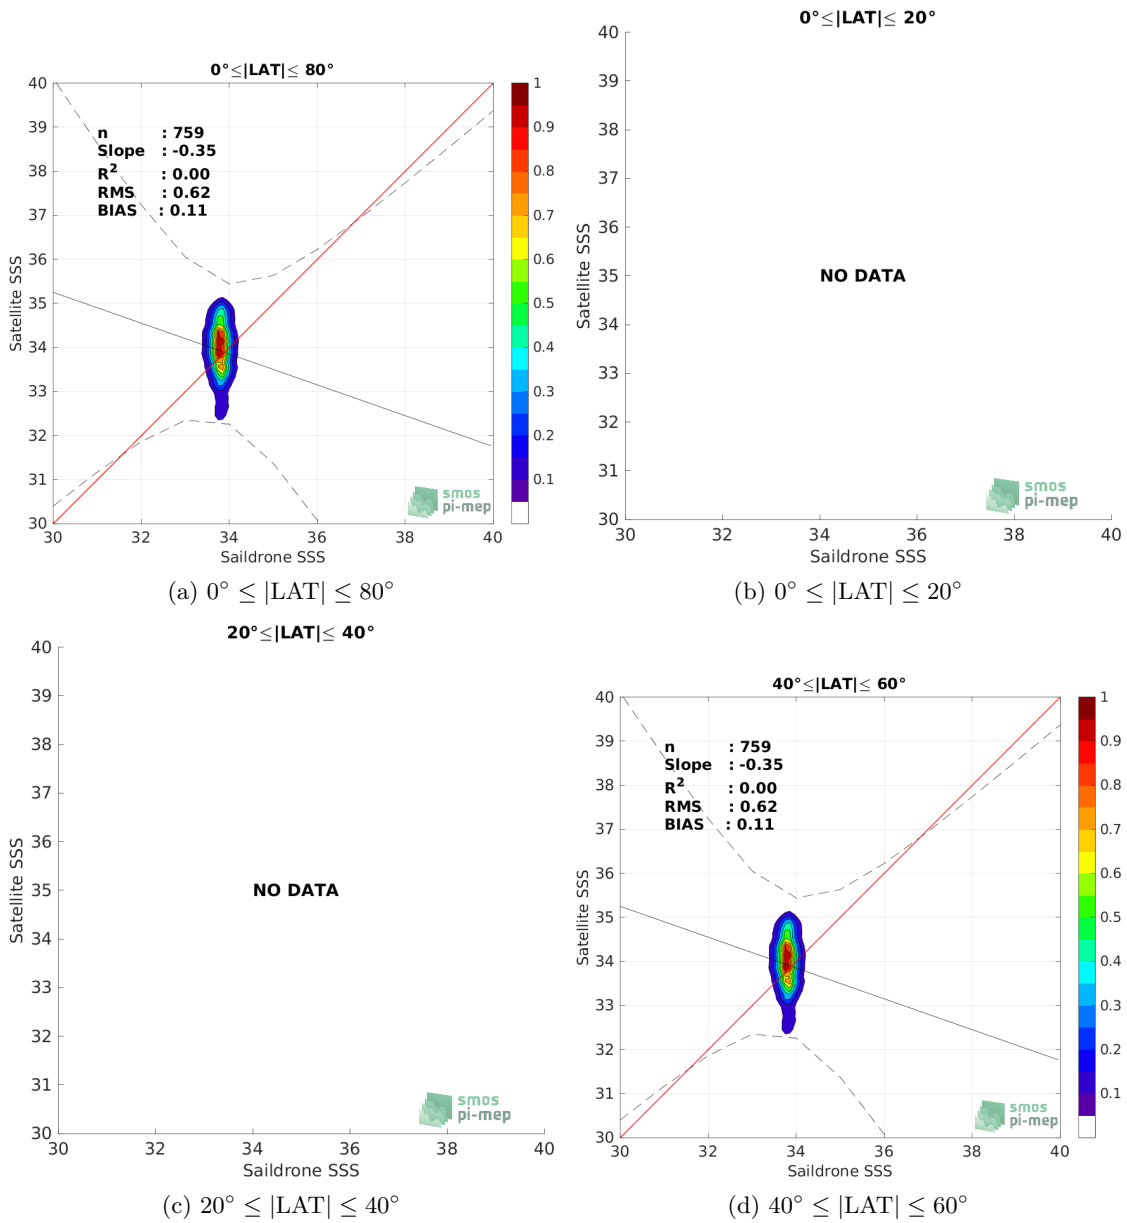 0°≤|LAT|≤ 80°
40
39
38
37
36
35
34
33
32
31
30
Satellite SSS
n : 759
Slope : -0.35
R² : 0.00
RMS : 0.62
BIAS : 0.11
smos
pi-mep
30 32 34 36 38 40
Saildrone SSS
1
0.9
0.8
0.7
0.6
0.5
0.4
0.3
0.2
0.1
(a) 0° ≤ |LAT| ≤ 80°
0°≤|LAT|≤ 20°
40
39
38
37
36
35
34
33
32
31
30
Satellite SSS
NO DATA
smos
pi-mep
30 32 34 36 38 40
Saildrone SSS
(b) 0° ≤ |LAT| ≤ 20°
20°≤|LAT|≤ 40°
40
39
38
37
36
35
34
33
32
31
30
Satellite SSS
NO DATA
smos
pi-mep
30 32 34 36 38 40
Saildrone SSS
(c) 20° ≤ |LAT| ≤ 40°
40°≤|LAT|≤ 60°
40
39
38
37
36
35
34
33
32
31
30
Satellite SSS
n : 759
Slope : -0.35
R² : 0.00
RMS : 0.62
BIAS : 0.11
smos
pi-mep
30 32 34 36 38 40
Saildrone SSS
1
0.9
0.8
0.7
0.6
0.5
0.4
0.3
0.2
0.1
(d) 40° ≤ |LAT| ≤ 60°